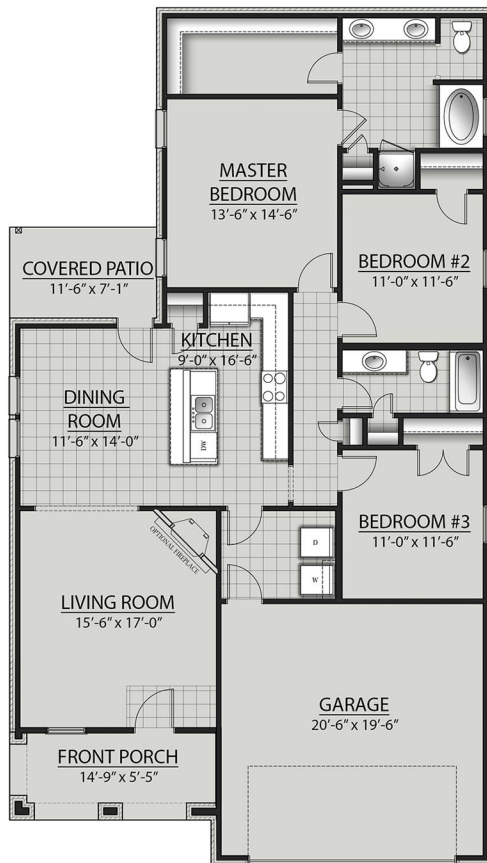 MASTER
BEDROOM
13'-6" x 14'-6"
BEDROOM #2
11'-0" x 11'-6"
COVERED PATIO
11'-6" x 7'-1"
KITCHEN
9'-0" x 16'-6"
DINING
ROOM
11'-6" x 14'-0"
DW
BEDROOM #3
11'-0" x 11'-6"
OPTIONAL FIREPLACE
D
W
LIVING ROOM
15'-6" x 17'-0"
GARAGE
20'-6" x 19'-6"
FRONT PORCH
14'-9" x 5'-5"